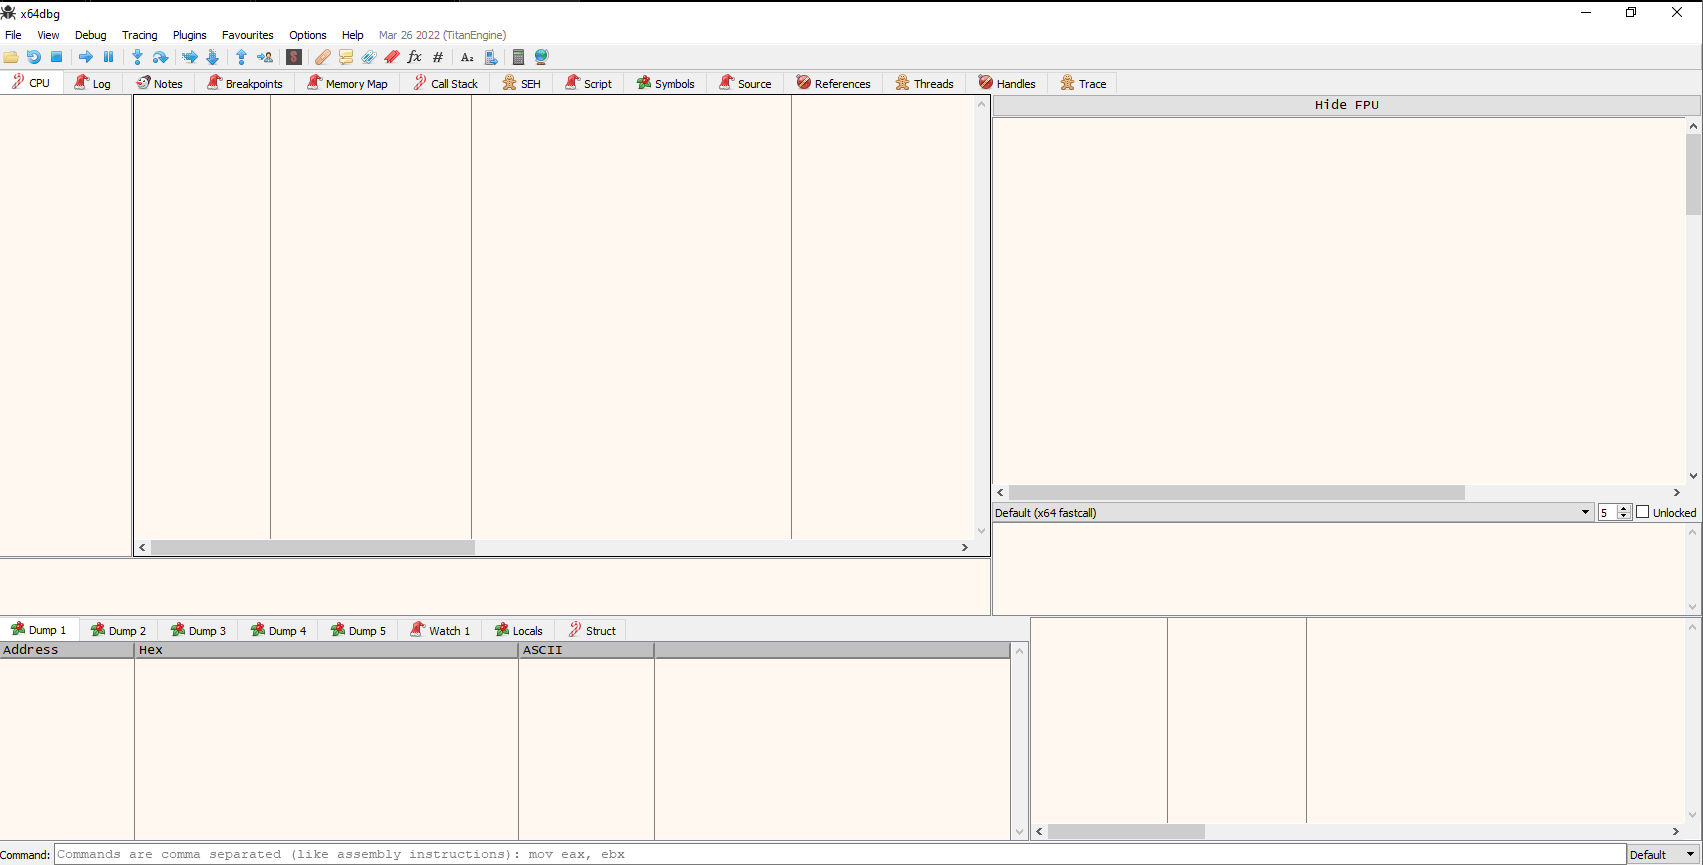 x64dbg
File View Debug Tracing Plugins Favourites Options Help Mar 26 2022 (TitanEngine)
fx # A₂
CPU Log Notes Breakpoints Memory Map Call Stack SEH Script Symbols Source References Threads Handles Trace
Hide FPU
Default (x64 fastcall) 5 Unlocked
Dump 1 Dump 2 Dump 3 Dump 4 Dump 5 Watch 1 Locals Struct
Address Hex ASCII
Command: Commands are comma separated (like assembly instructions): mov eax, ebx Default